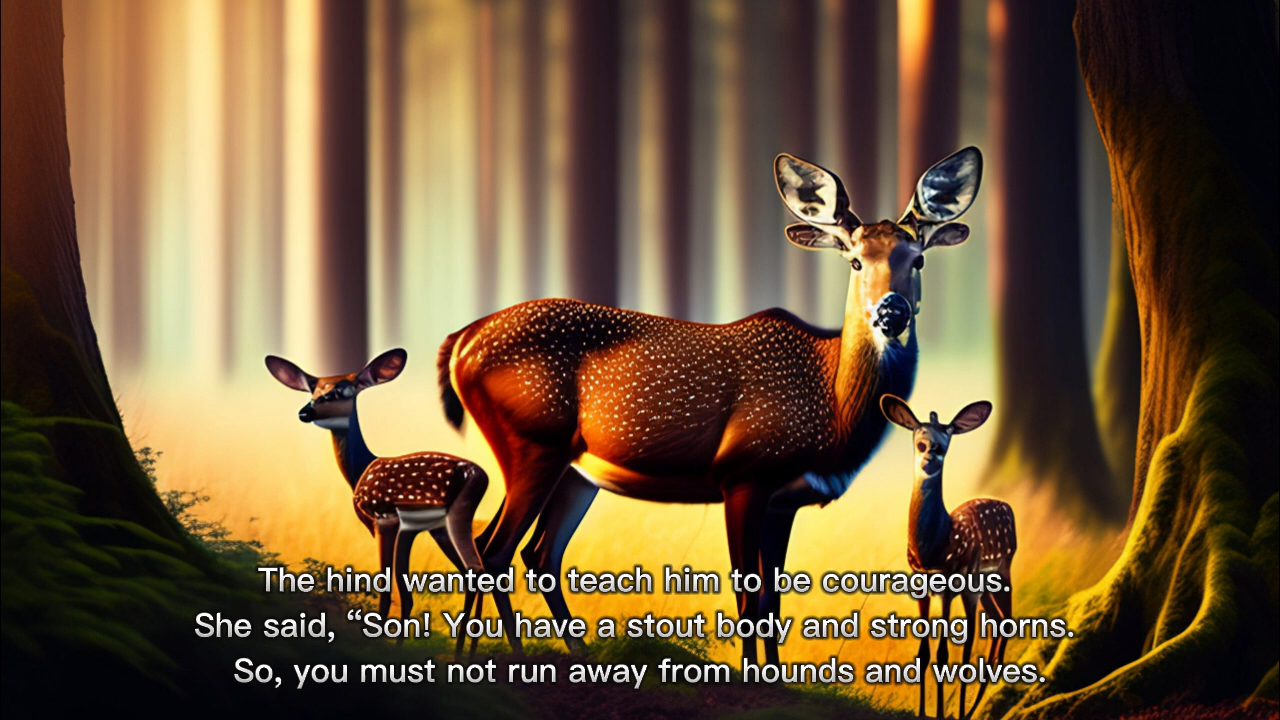 The hind wanted to teach him to be courageous.
She said, “Son! You have a stout body and strong horns.
So, you must not run away from hounds and wolves.